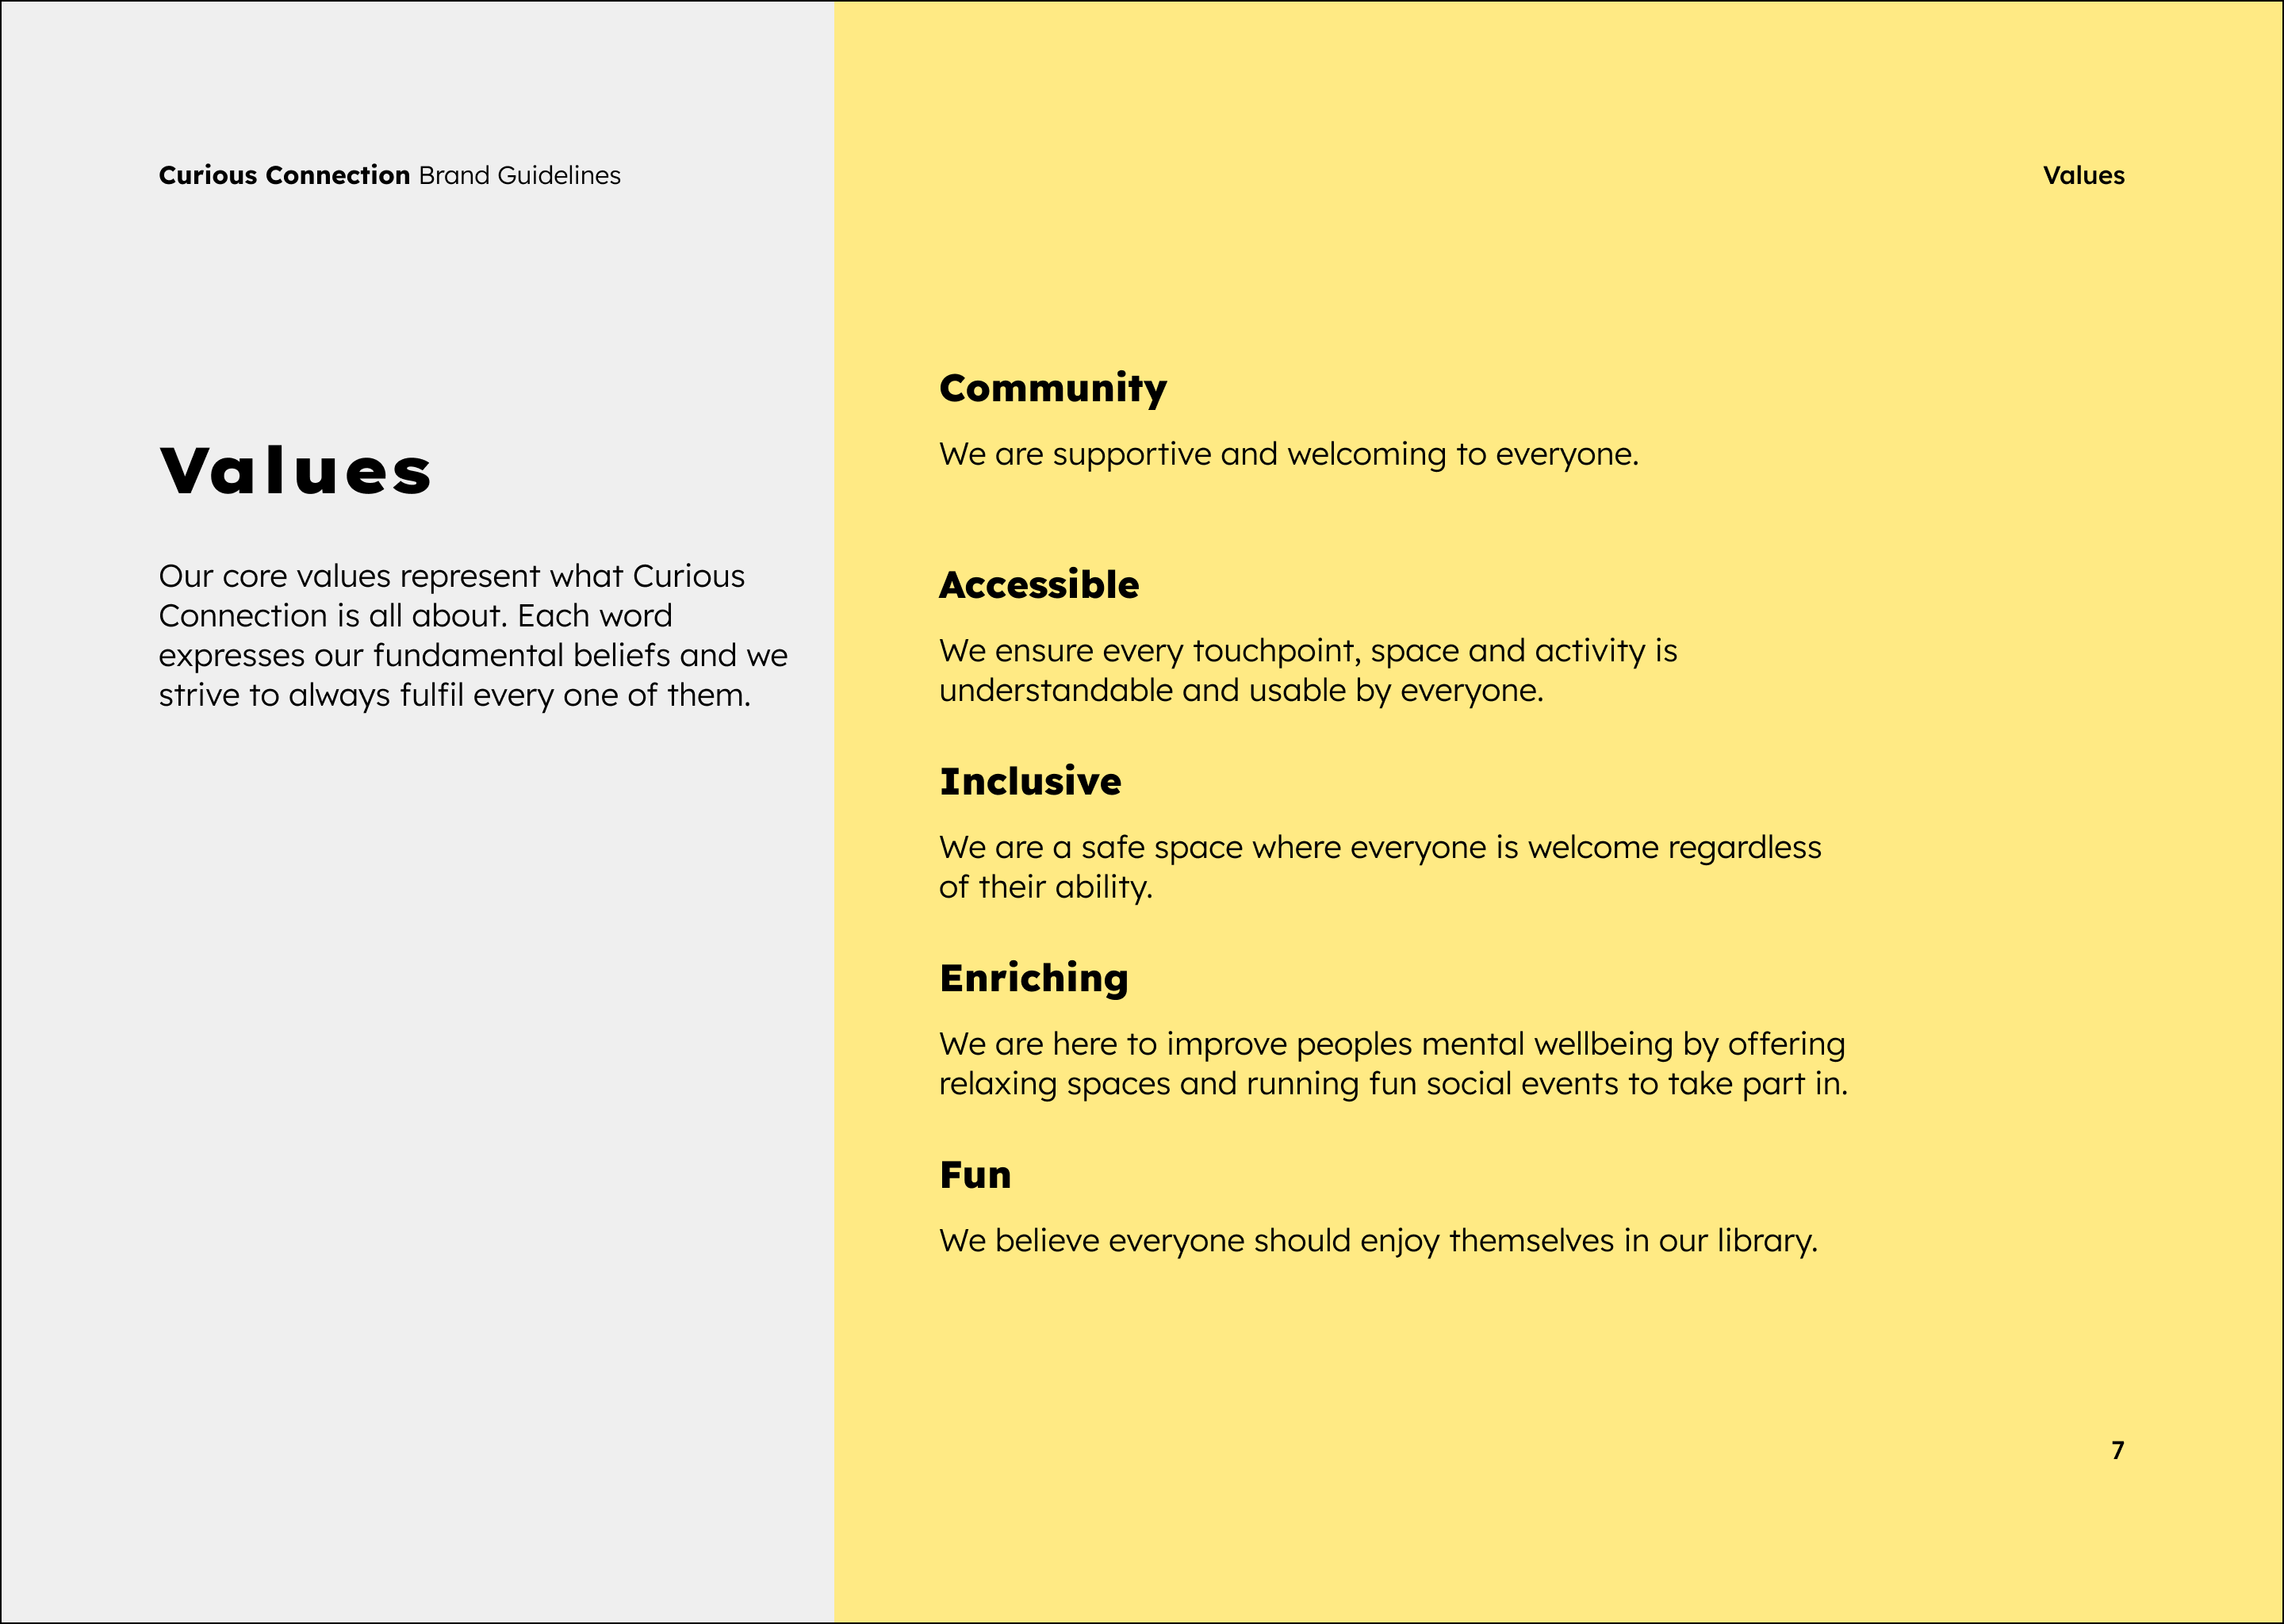 Curious Connection Brand Guidelines
Values
Values
Our core values represent what Curious
Connection is all about. Each word
expresses our fundamental beliefs and we
strive to always fulfil every one of them.
Community
We are supportive and welcoming to everyone.
Accessible
We ensure every touchpoint, space and activity is
understandable and usable by everyone.
Inclusive
We are a safe space where everyone is welcome regardless
of their ability.
Enriching
We are here to improve peoples mental wellbeing by offering
relaxing spaces and running fun social events to take part in.
Fun
We believe everyone should enjoy themselves in our library.
7